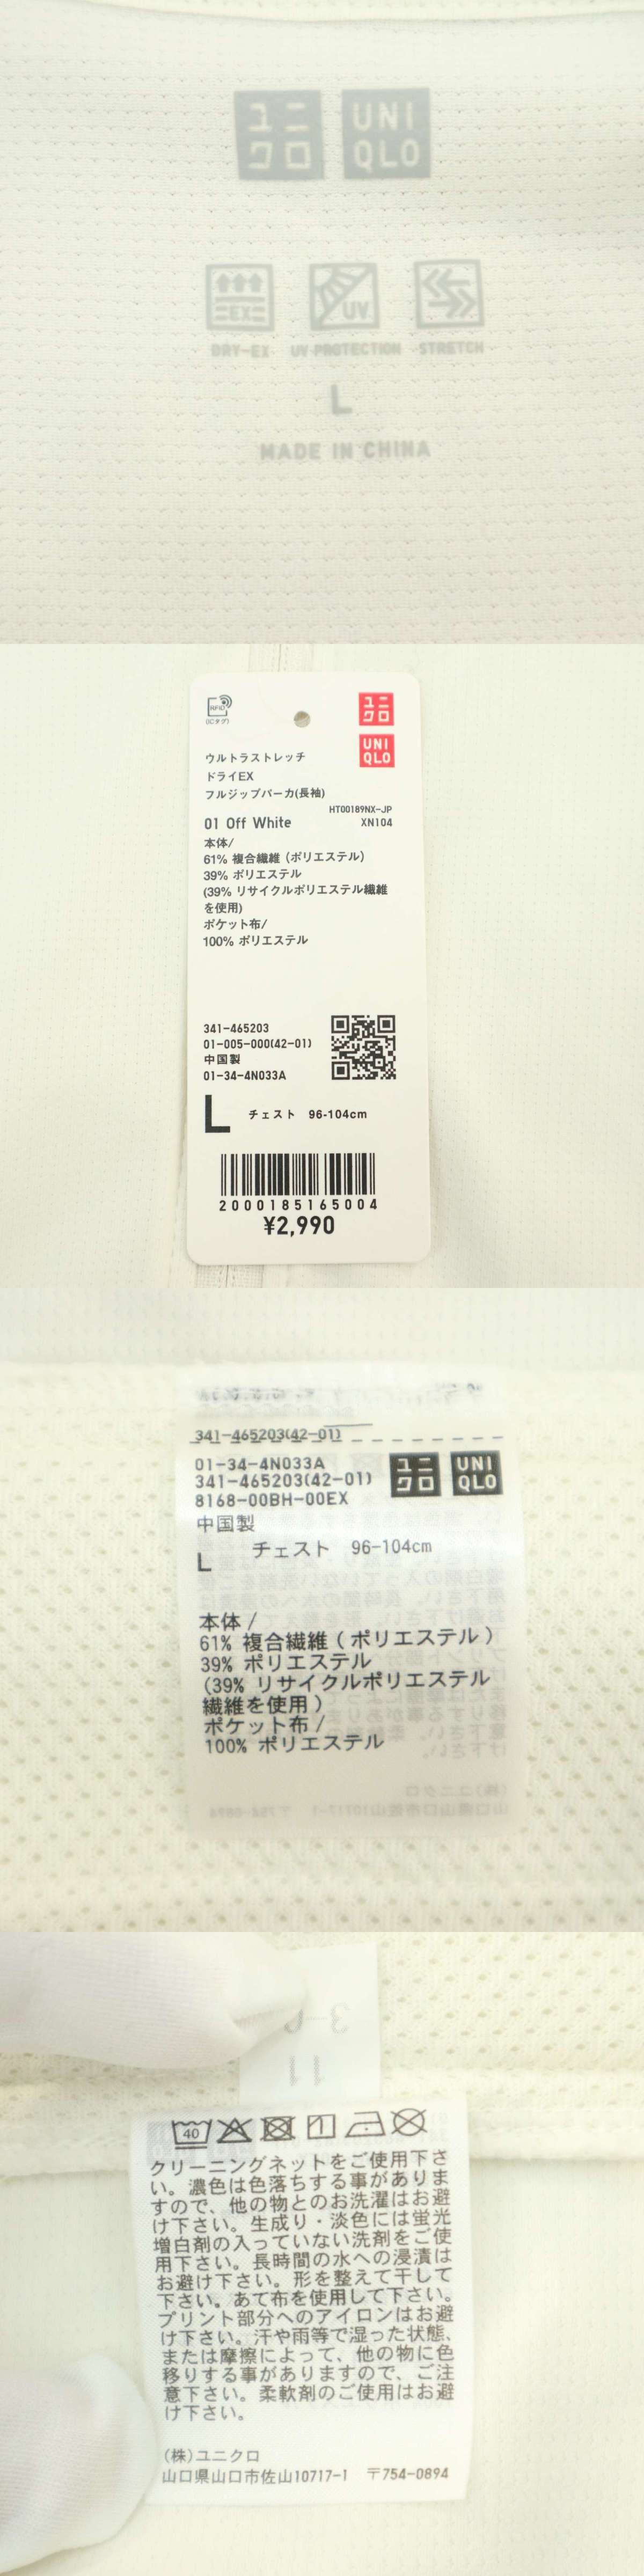 ユニ
クロ
UNI
QLO
EX
UV
DRY-EX
UV PROTECTION
STRETCH
L
MADE IN CHINA
RFID
(ICタグ)
ユニ
クロ
UNI
QLO
ウルトラストレッチ
ドライEX
フルジップパーカ(長袖)
HT00189NX-JP
01 Off White
XN104
本体/
61% 複合繊維 (ポリエステル)
39% ポリエステル
(39% リサイクルポリエステル繊維
を使用)
ポケット布/
100% ポリエステル
341-465203
01-005-000(42-01)
中国製
01-34-4N033A
L チェスト 96-104cm
2000185165004
¥2,990
341-465203(42-01)
01-34-4N033A
341-465203(42-01)
8168-00BH-00EX
ユニ
クロ
UNI
QLO
中国製
L チェスト 96-104cm
本体 /
61% 複合繊維 ( ポリエステル )
39% ポリエステル
(39% リサイクルポリエステル
繊維を使用 )
ポケット布 /
100% ポリエステル
11
40
クリーニングネットをご使用下さ
い。濃色は色落ちする事がありま
すので、他の物とのお洗濯はお避
け下さい。生成り・淡色には蛍光
増白剤の入っていない洗剤をご使
用下さい。長時間の水への浸漬は
お避け下さい。形を整えて干して
下さい。あて布を使用して下さい。
プリント部分へのアイロンはお避
け下さい。汗や雨等で湿った状態、
または摩擦によって、他の物に色
移りする事がありますので、ご注
意下さい。柔軟剤のご使用はお避
け下さい。
(株)ユニクロ
山口県山口市佐山10717-1 〒754-0894